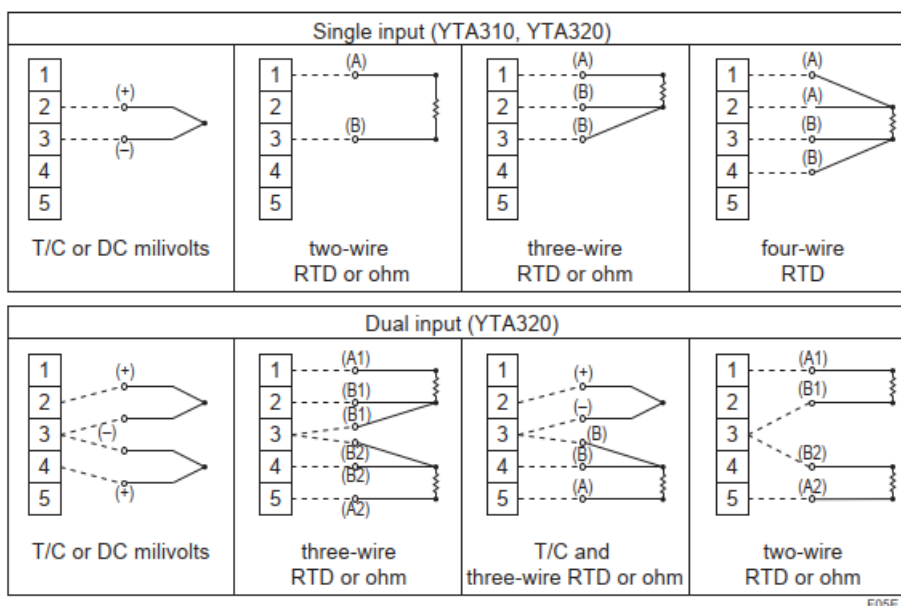 Single input (YTA310, YTA320)
1
2
3
4
5
(+)
(–)
T/C or DC milivolts
1
2
3
4
5
(A)
(B)
two-wire
RTD or ohm
1
2
3
4
5
(A)
(B)
(B)
three-wire
RTD or ohm
1
2
3
4
5
(A)
(A)
(B)
(B)
four-wire
RTD
Dual input (YTA320)
1
2
3
4
5
(+)
(–)
(+)
T/C or DC milivolts
1
2
3
4
5
(A1)
(B1)
(B1)
(B2)
(B2)
(A2)
three-wire
RTD or ohm
1
2
3
4
5
(+)
(–)
(B)
(B)
(A)
T/C and
three-wire RTD or ohm
1
2
3
4
5
(A1)
(B1)
(B2)
(A2)
two-wire
RTD or ohm